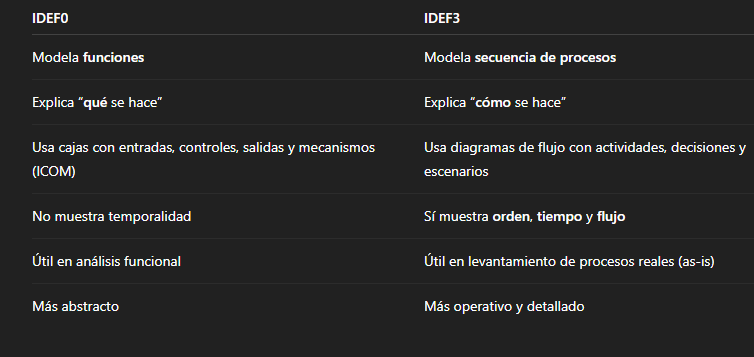 IDEF0 IDEF3
Modela funciones Modela secuencia de procesos
Explica “qué se hace” Explica “cómo se hace”
Usa cajas con entradas, controles, salidas y mecanismos Usa diagramas de flujo con actividades, decisiones y
(ICOM) escenarios
No muestra temporalidad Sí muestra orden, tiempo y flujo
Útil en análisis funcional Útil en levantamiento de procesos reales (as-is)
Más abstracto Más operativo y detallado